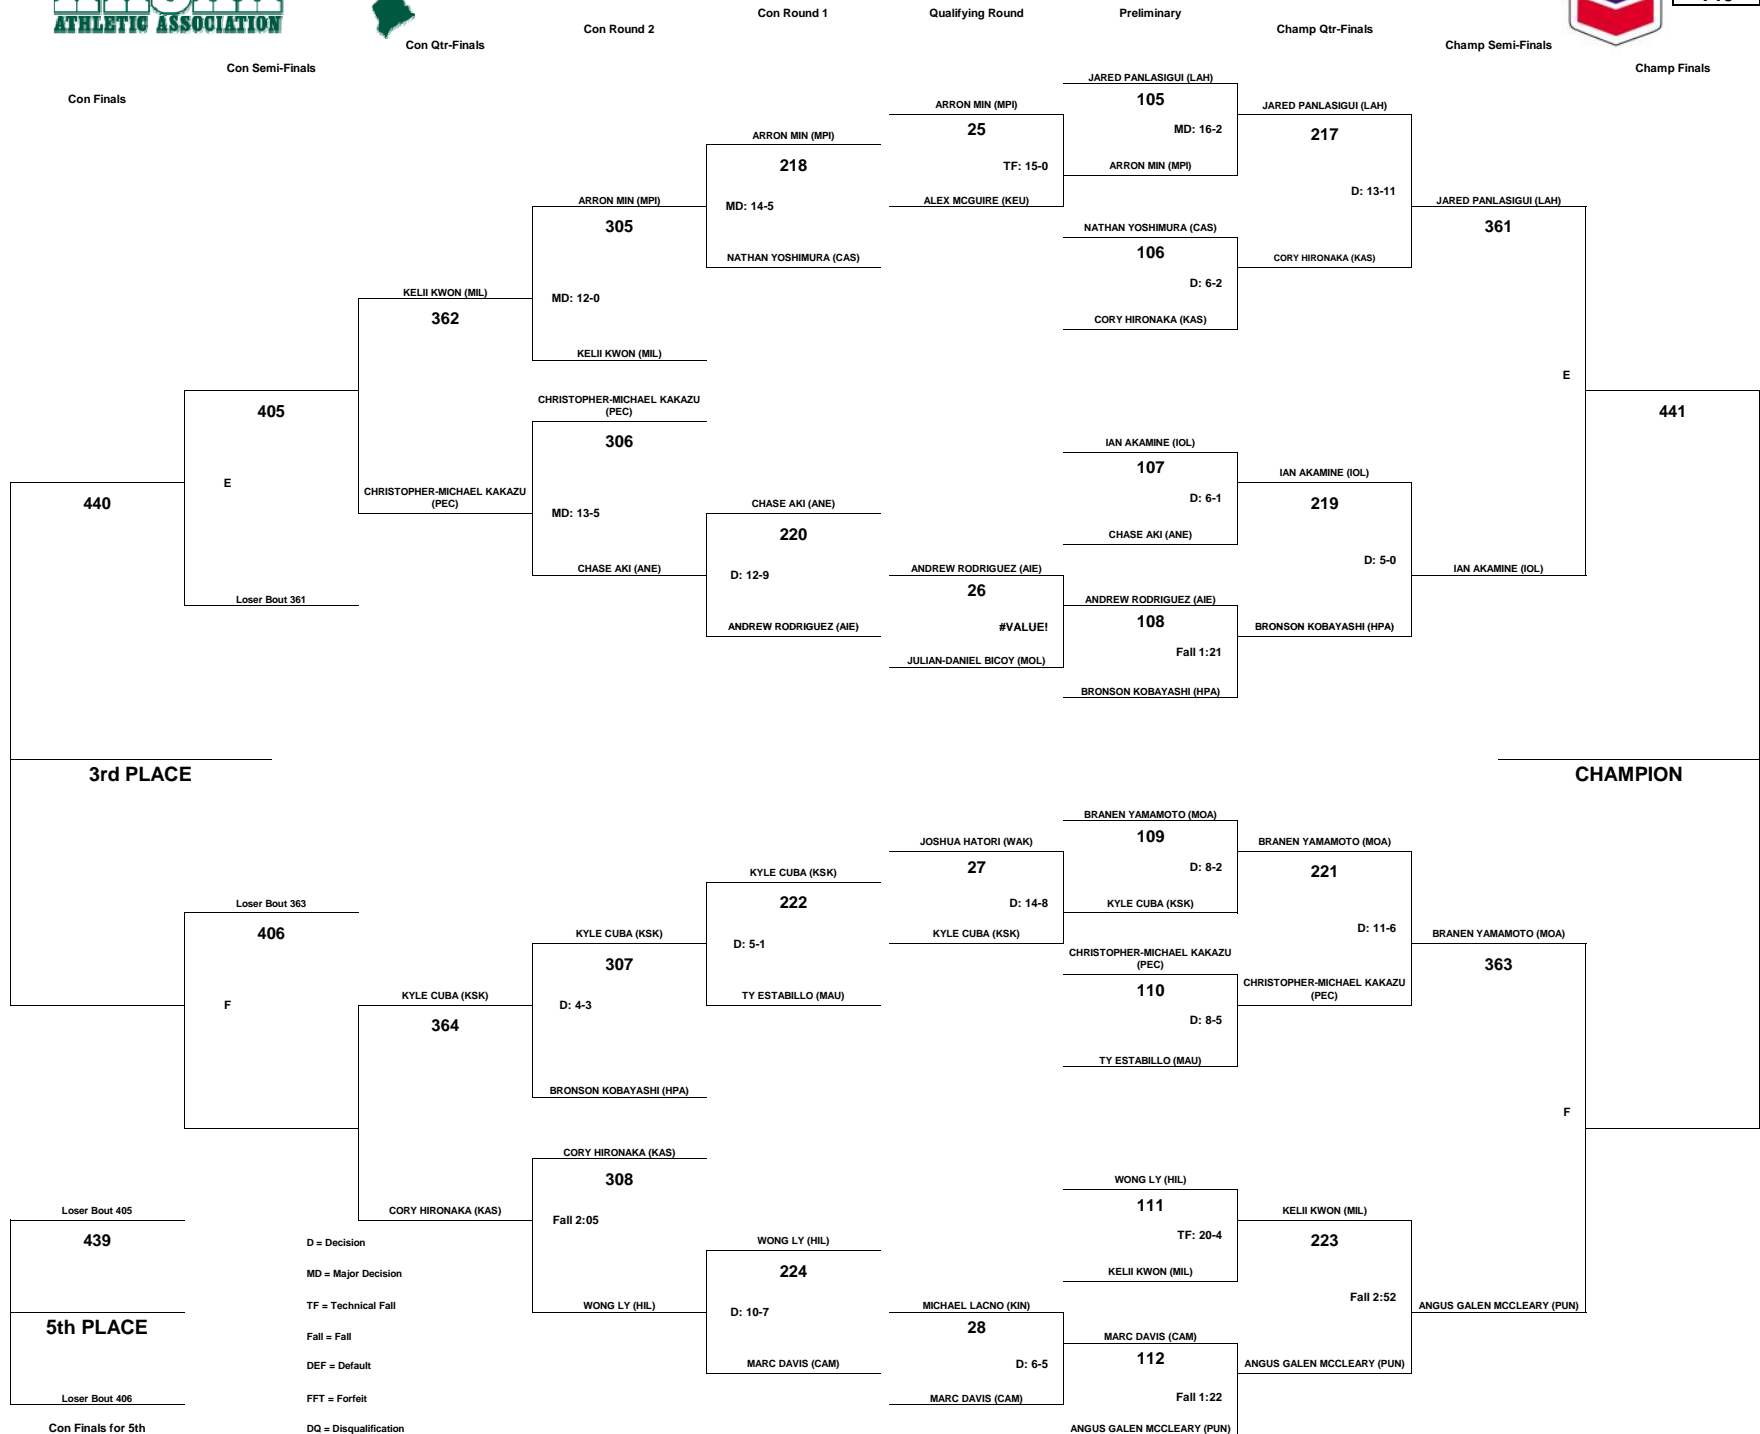 ATHLETIC ASSOCIATION
Con Round 1
Qualifying Round
Preliminary
Con Round 2
Champ Qtr-Finals
Con Qtr-Finals
Champ Semi-Finals
Con Semi-Finals
Champ Finals
Con Finals
JARED PANLASIGUI (LAH)
105
MD: 16-2
ARRON MIN (MPI)
NATHAN YOSHIMURA (CAS)
106
D: 6-2
CORY HIRONAKA (KAS)
IAN AKAMINE (IOL)
107
D: 6-1
CHASE AKI (ANE)
ANDREW RODRIGUEZ (AIE)
108
Fall 1:21
BRONSON KOBAYASHI (HPA)
BRANEN YAMAMOTO (MOA)
109
D: 8-2
KYLE CUBA (KSK)
CHRISTOPHER-MICHAEL KAKAZU
(PEC)
110
D: 8-5
TY ESTABILLO (MAU)
WONG LY (HIL)
111
TF: 20-4
KELII KWON (MIL)
MARC DAVIS (CAM)
112
Fall 1:22
ANGUS GALEN MCCLEARY (PUN)
ARRON MIN (MPI)
25
TF: 15-0
ALEX MCGUIRE (KEU)
ANDREW RODRIGUEZ (AIE)
26
#VALUE!
JULIAN-DANIEL BICOY (MOL)
JOSHUA HATORI (WAK)
27
D: 14-8
KYLE CUBA (KSK)
MICHAEL LACNO (KIN)
28
D: 6-5
MARC DAVIS (CAM)
JARED PANLASIGUI (LAH)
217
D: 13-11
CORY HIRONAKA (KAS)
IAN AKAMINE (IOL)
219
D: 5-0
BRONSON KOBAYASHI (HPA)
BRANEN YAMAMOTO (MOA)
221
D: 11-6
CHRISTOPHER-MICHAEL KAKAZU
(PEC)
KELII KWON (MIL)
223
Fall 2:52
ANGUS GALEN MCCLEARY (PUN)
JARED PANLASIGUI (LAH)
361
E
IAN AKAMINE (IOL)
BRANEN YAMAMOTO (MOA)
363
F
ANGUS GALEN MCCLEARY (PUN)
441
CHAMPION
ARRON MIN (MPI)
218
MD: 14-5
NATHAN YOSHIMURA (CAS)
CHASE AKI (ANE)
220
D: 12-9
ANDREW RODRIGUEZ (AIE)
KYLE CUBA (KSK)
222
D: 5-1
TY ESTABILLO (MAU)
WONG LY (HIL)
224
D: 10-7
MARC DAVIS (CAM)
ARRON MIN (MPI)
305
MD: 12-0
KELII KWON (MIL)
CHRISTOPHER-MICHAEL KAKAZU
(PEC)
306
MD: 13-5
CHASE AKI (ANE)
KYLE CUBA (KSK)
307
D: 4-3
BRONSON KOBAYASHI (HPA)
CORY HIRONAKA (KAS)
308
Fall 2:05
WONG LY (HIL)
KELII KWON (MIL)
362
CHRISTOPHER-MICHAEL KAKAZU
(PEC)
KYLE CUBA (KSK)
364
CORY HIRONAKA (KAS)
405
E
Loser Bout 361
Loser Bout 363
406
F
440
3rd PLACE
Loser Bout 405
439
5th PLACE
Loser Bout 406
Con Finals for 5th
D = Decision
MD = Major Decision
TF = Technical Fall
Fall = Fall
DEF = Default
FFT = Forfeit
DQ = Disqualification